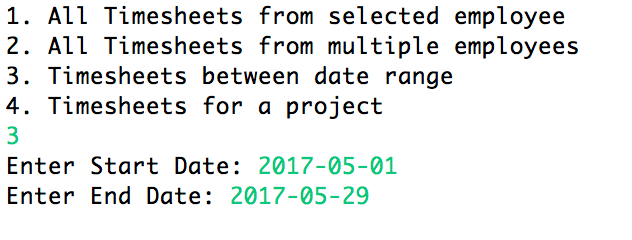 1. All Timesheets from selected employee
2. All Timesheets from multiple employees
3. Timesheets between date range
4. Timesheets for a project
3
Enter Start Date: 2017-05-01
Enter End Date: 2017-05-29